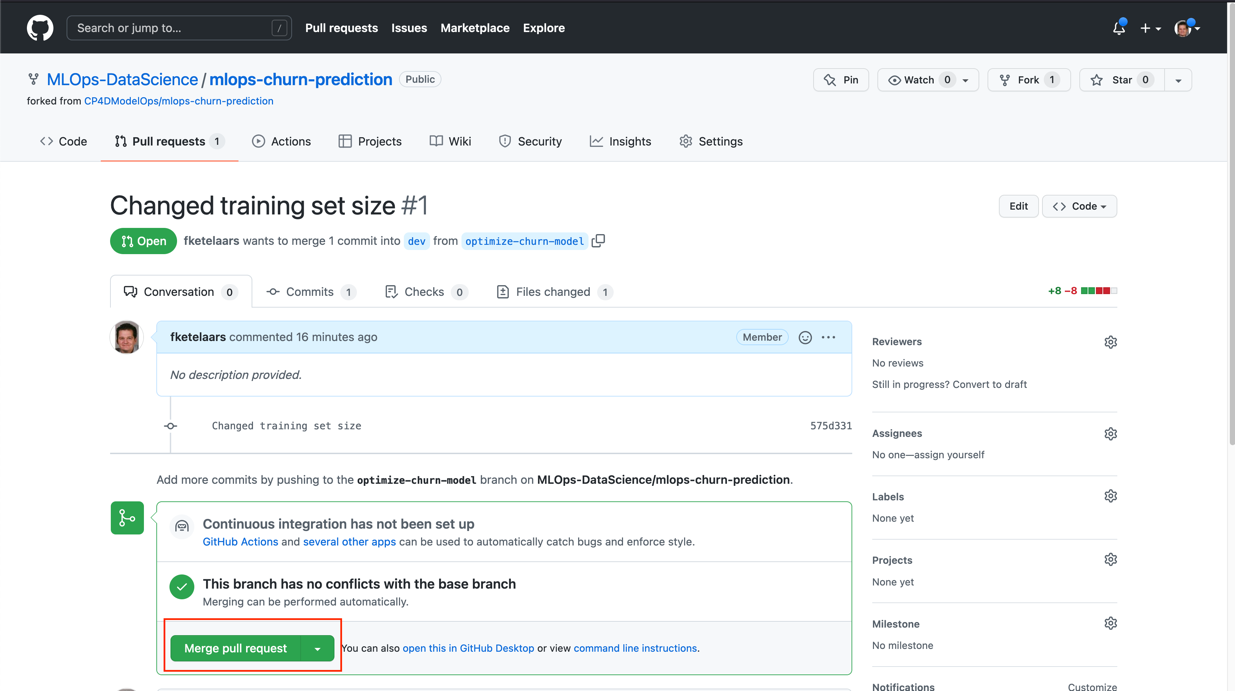 Search or jump to... /
Pull requests Issues Marketplace Explore
MLOps-DataScience / mlops-churn-prediction Public
Pin Watch 0 Fork 1 Star 0
forked from CP4DModelOps/mlops-churn-prediction
Code Pull requests 1 Actions Projects Wiki Security Insights Settings
Changed training set size #1
Edit Code
Open fketelaars wants to merge 1 commit into dev from optimize-churn-model
Conversation 0 Commits 1 Checks 0 Files changed 1
+8 −8
fketelaars commented 16 minutes ago Member
No description provided.
Changed training set size 575d331
Add more commits by pushing to the optimize-churn-model branch on MLOps-DataScience/mlops-churn-prediction.
Continuous integration has not been set up
GitHub Actions and several other apps can be used to automatically catch bugs and enforce style.
This branch has no conflicts with the base branch
Merging can be performed automatically.
Merge pull request
You can also open this in GitHub Desktop or view command line instructions.
Reviewers
No reviews
Still in progress? Convert to draft
Assignees
No one—assign yourself
Labels
None yet
Projects
None yet
Milestone
No milestone
Notifications Customize